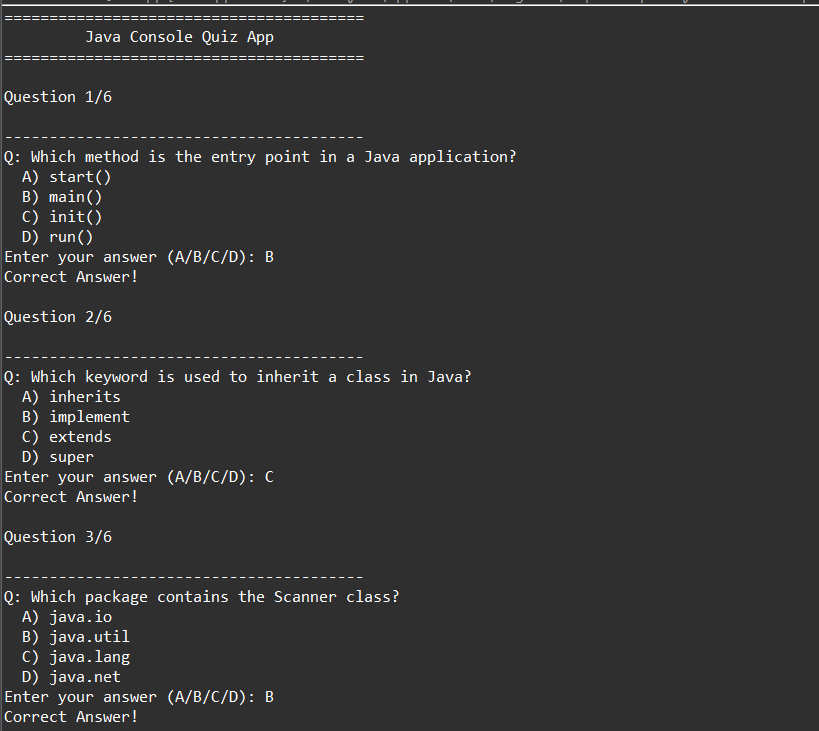 ========================================
Java Console Quiz App
========================================
Question 1/6
----------------------------------------
Q: Which method is the entry point in a Java application?
A) start()
B) main()
C) init()
D) run()
Enter your answer (A/B/C/D): B
Correct Answer!
Question 2/6
----------------------------------------
Q: Which keyword is used to inherit a class in Java?
A) inherits
B) implement
C) extends
D) super
Enter your answer (A/B/C/D): C
Correct Answer!
Question 3/6
----------------------------------------
Q: Which package contains the Scanner class?
A) java.io
B) java.util
C) java.lang
D) java.net
Enter your answer (A/B/C/D): B
Correct Answer!